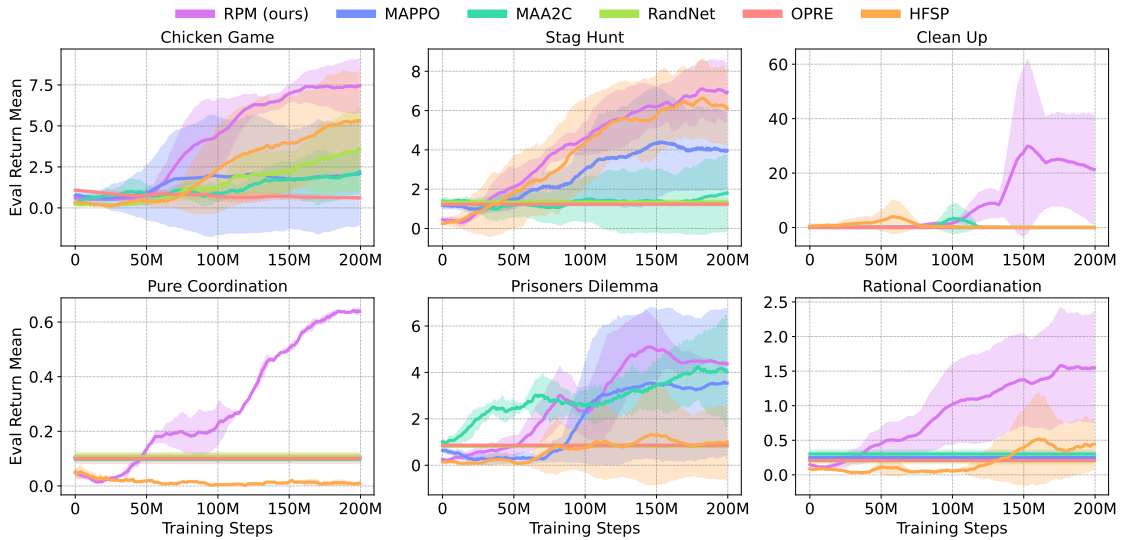 RPM (ours) MAPPO MAA2C RandNet OPRE HFSP
Chicken Game Stag Hunt Clean Up
Eval Return Mean
7.5
5.0
2.5
0.0
0 50M 100M 150M 200M
8
6
4
2
0
0 50M 100M 150M 200M
60
40
20
0
0 50M 100M 150M 200M
Pure Coordination Prisoners Dilemma Rational Coordianation
Eval Return Mean
0.6
0.4
0.2
0.0
0 50M 100M 150M 200M
Training Steps
6
4
2
0
0 50M 100M 150M 200M
Training Steps
2.5
2.0
1.5
1.0
0.5
0.0
0 50M 100M 150M 200M
Training Steps